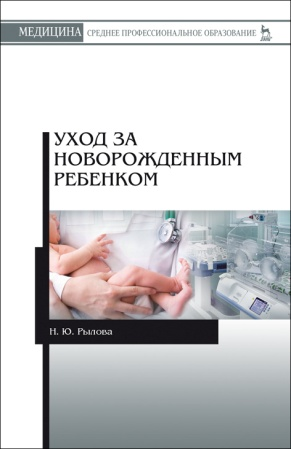 МЕДИЦИНА СРЕДНЕЕ ПРОФЕССИОНАЛЬНОЕ ОБРАЗОВАНИЕ
УХОД ЗА
НОВОРОЖДЕННЫМ
РЕБЕНКОМ
Н. Ю. Рылова